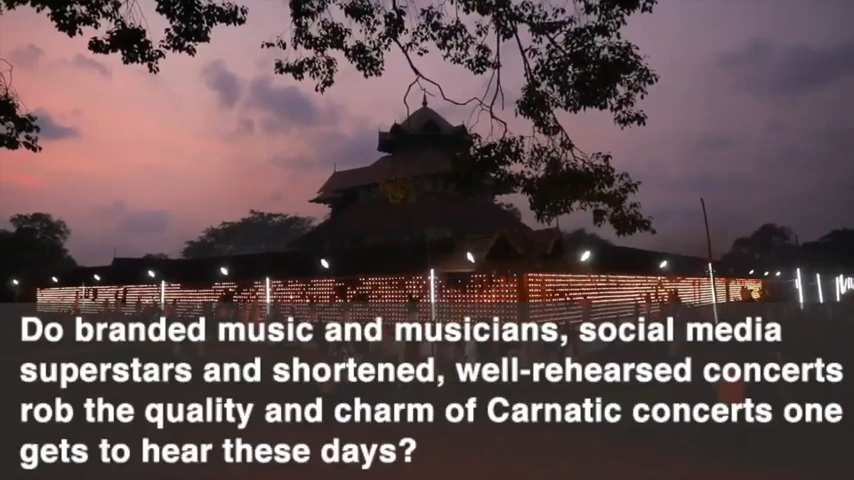 Do branded music and musicians, social media
superstars and shortened, well-rehearsed concerts
rob the quality and charm of Carnatic concerts one
gets to hear these days?